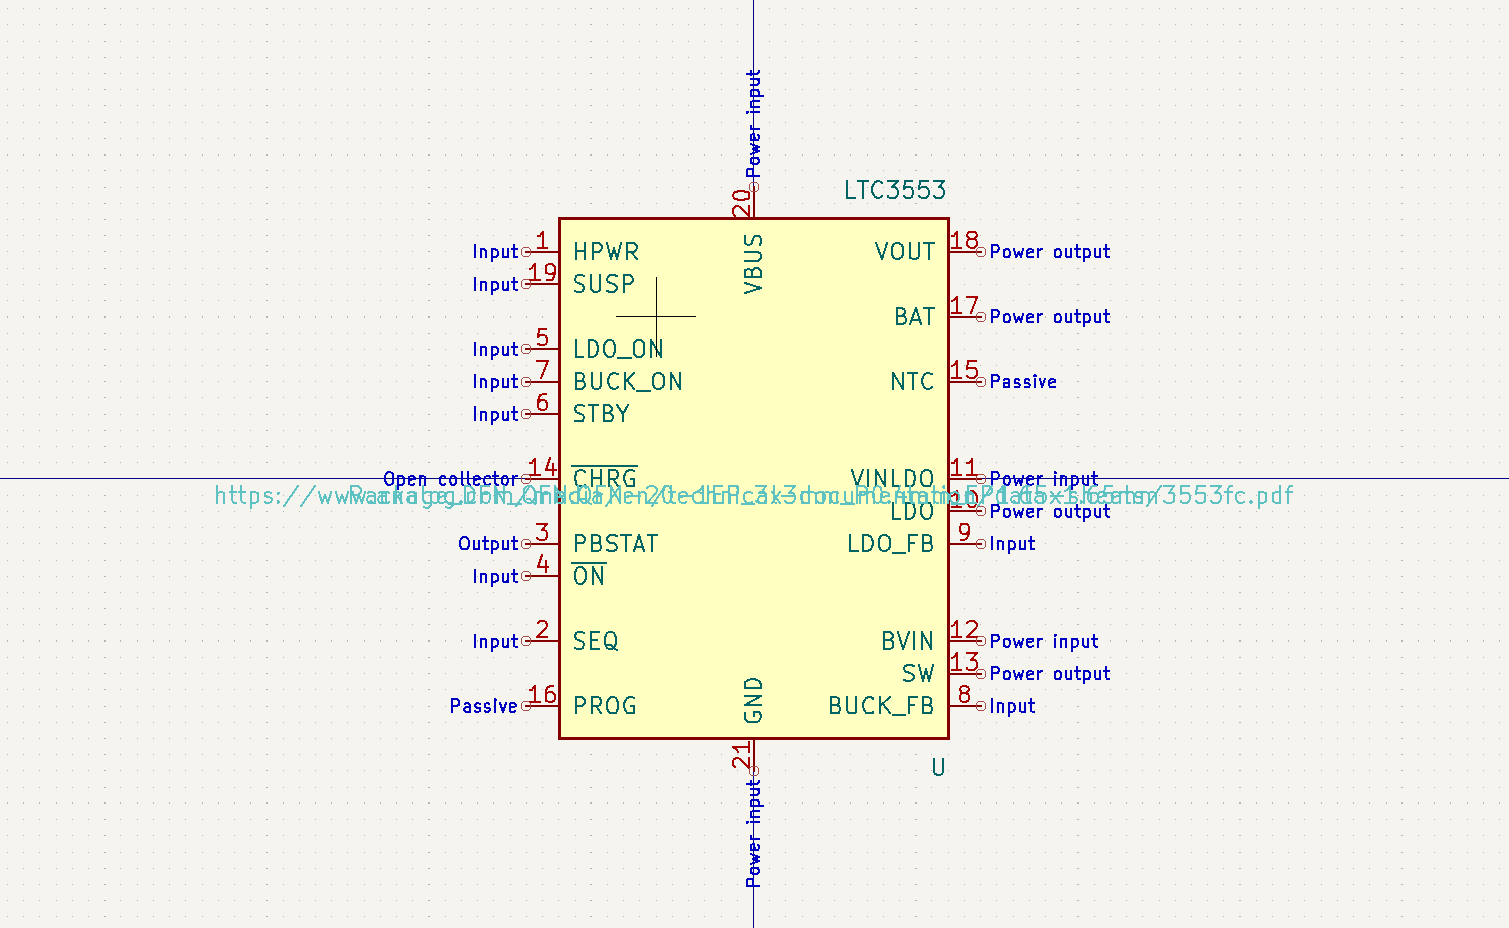 Power input
20
LTC3553
VBUS
Input 1 HPWR
VOUT 18 Power output
Input 19 SUSP
BAT 17 Power output
Input 5 LDO_ON
Input 7 BUCK_ON
NTC 15 Passive
Input 6 STBY
Open collector 14 CHRG
VINLDO 11 Power input
LDO 10 Power output
Output 3 PBSTAT
LDO_FB 9 Input
Input 4 ON
Input 2 SEQ
BVIN 12 Power input
SW 13 Power output
Passive 16 PROG
BUCK_FB 8 Input
GND
21
U
Power input